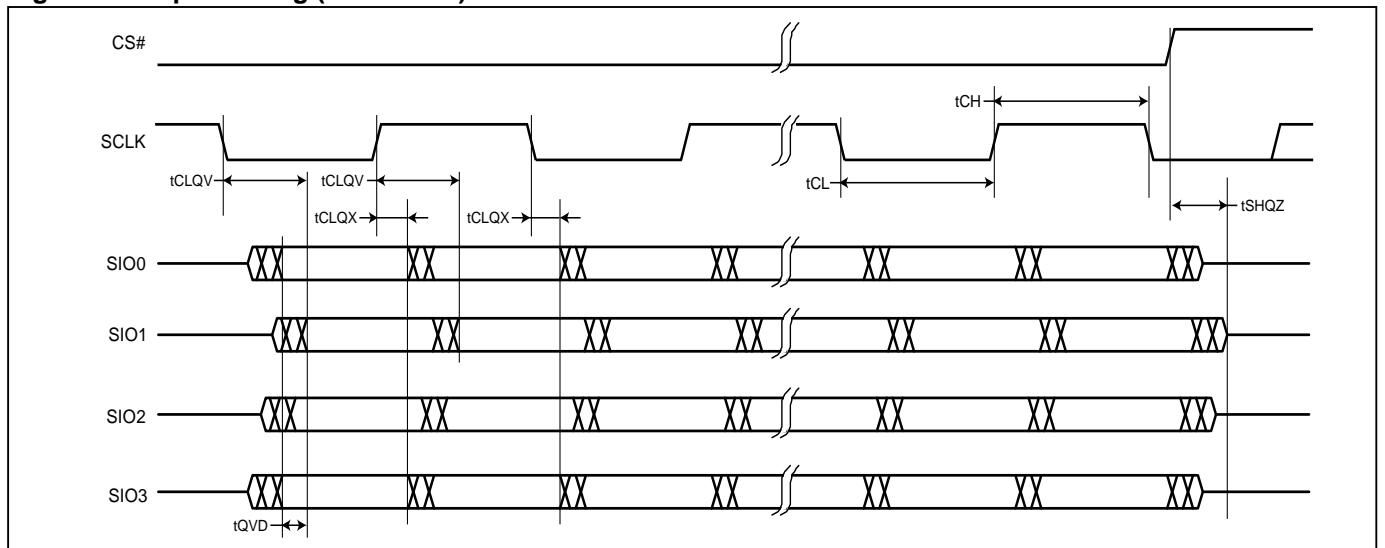 CS#
tCH
SCLK
tCLQV
tCLQV
tCL
tSHQZ
tCLQX
tCLQX
SIO0
SIO1
SIO2
SIO3
tQVD